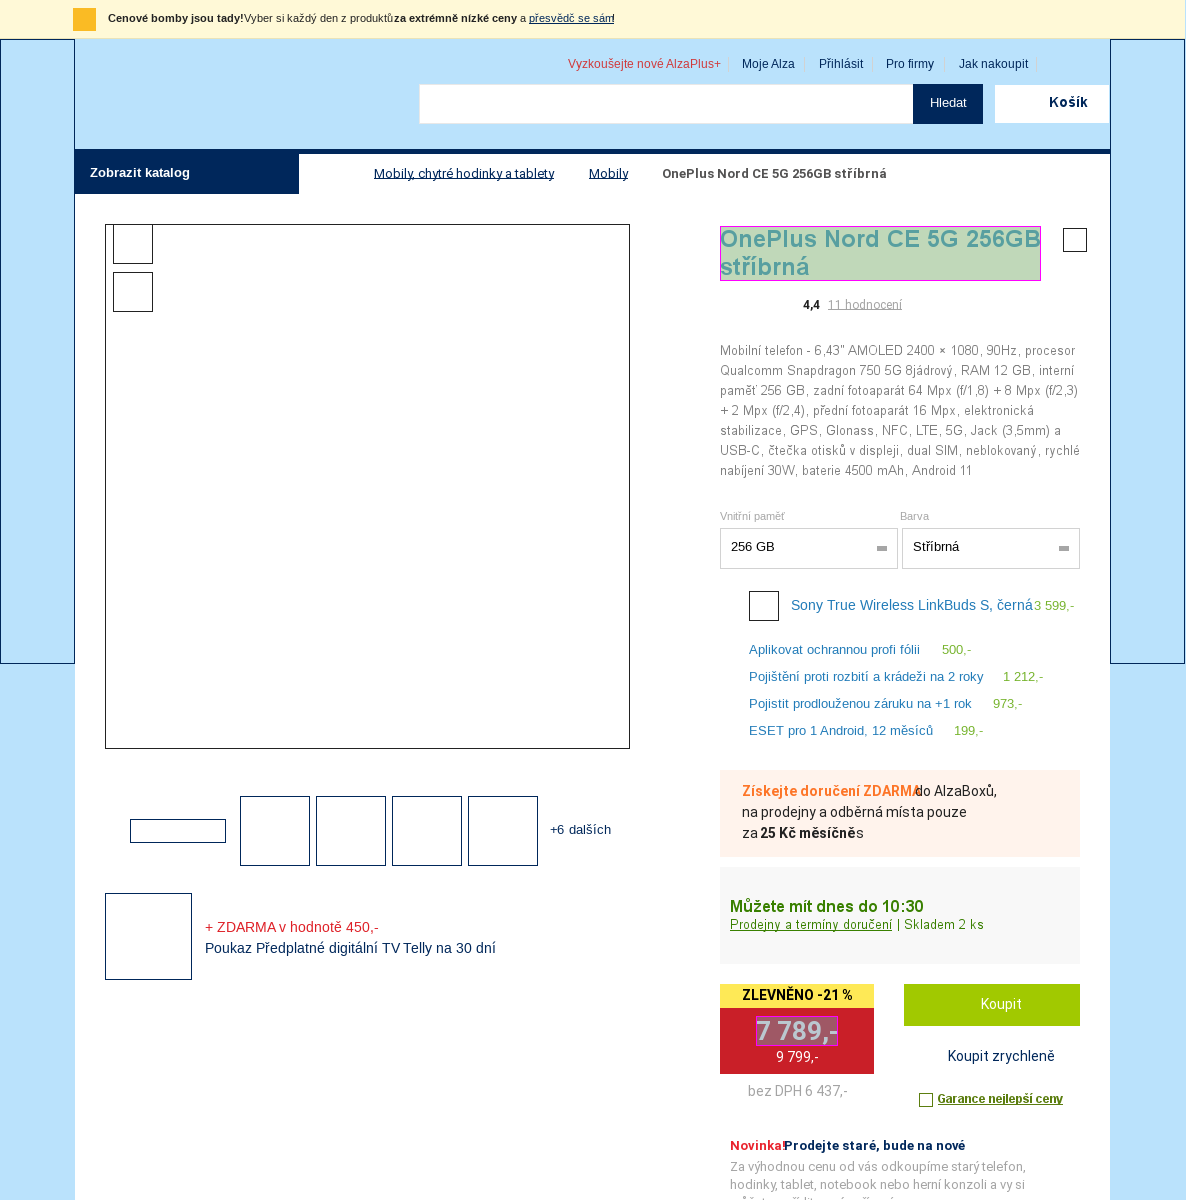 Cenové bomby jsou tady! Vyber si každý den z produktů za extrémně nízké ceny a přesvědč se sám!
Vyzkoušejte nové AlzaPlus+
Moje Alza
Přihlásit
Pro firmy
Jak nakoupit
Hledat
Košík
Zobrazit katalog
Mobily, chytré hodinky a tablety
Mobily
OnePlus Nord CE 5G 256GB stříbrná
OnePlus Nord CE 5G 256GB
stříbrná
4,4 11 hodnocení
Mobilní telefon - 6,43" AMOLED 2400 × 1080, 90Hz, procesor
Qualcomm Snapdragon 750 5G 8jádrový, RAM 12 GB, interní
paměť 256 GB, zadní fotoaparát 64 Mpx (f/1,8) + 8 Mpx (f/2,3)
+ 2 Mpx (f/2,4), přední fotoaparát 16 Mpx, elektronická
stabilizace, GPS, Glonass, NFC, LTE, 5G, Jack (3,5mm) a
USB-C, čtečka otisků v displeji, dual SIM, neblokovaný, rychlé
nabíjení 30W, baterie 4500 mAh, Android 11
Vnitřní paměť
Barva
256 GB
Stříbrná
Sony True Wireless LinkBuds S, černá 3 599,-
Aplikovat ochrannou profi fólii 500,-
Pojištění proti rozbití a krádeži na 2 roky 1 212,-
Pojistit prodlouženou záruku na +1 rok 973,-
ESET pro 1 Android, 12 měsíců 199,-
+6 dalších
+ ZDARMA v hodnotě 450,-
Poukaz Předplatné digitální TV Telly na 30 dní
Získejte doručení ZDARMA do AlzaBoxů,
na prodejny a odběrná místa pouze
za 25 Kč měsíčně s
Můžete mít dnes do 10:30
Prodejny a termíny doručení | Skladem 2 ks
ZLEVNĚNO -21 %
7 789,-
9 799,-
bez DPH 6 437,-
Koupit
Koupit zrychleně
Garance nejlepší ceny
Novinka! Prodejte staré, bude na nové
Za výhodnou cenu od vás odkoupíme starý telefon,
hodinky, tablet, notebook nebo herní konzoli a vy si